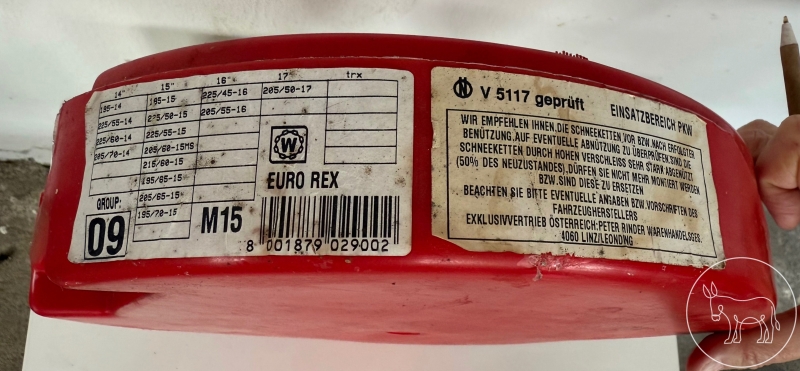 14" 15" 16" 17" trx
195-14 195-15 225/45-16 205/50-17
225/55-14 275/50-15 205/55-16
225/60-14 225/55-15
205/70-14 205/60-15MS
215/60-15
195/65-15
205/65-15
195/70-15
GROUP:
09
M15
W
EURO REX
8 001879 029002
V 5117 geprüft EINSATZBEREICH PKW
WIR EMPFEHLEN IHNEN,DIE SCHNEEKETTEN,VOR BZW.NACH ERFOLGTER
BENÜTZUNG,AUF EVENTUELLE ABNÜTZUNG ZU ÜBERPRÜFEN.SIND DIE
SCHNEEKETTEN DURCH HOHEN VERSCHLEISS SEHR STARK ABGENÜTZT
(50% DES NEUZUSTANDES),DÜRFEN SIE NICHT MEHR MONTIERT WERDEN
BZW.SIND DIESE ZU ERSETZEN
BEACHTEN SIE BITTE EVENTUELLE ANGABEN BZW.VORSCHRIFTEN DES
FAHRZEUGHERSTELLERS
EXKLUSIVVERTRIEB ÖSTERREICH:PETER RINDER WARENHANDELSGES.
4060 LINZ/LEONDING